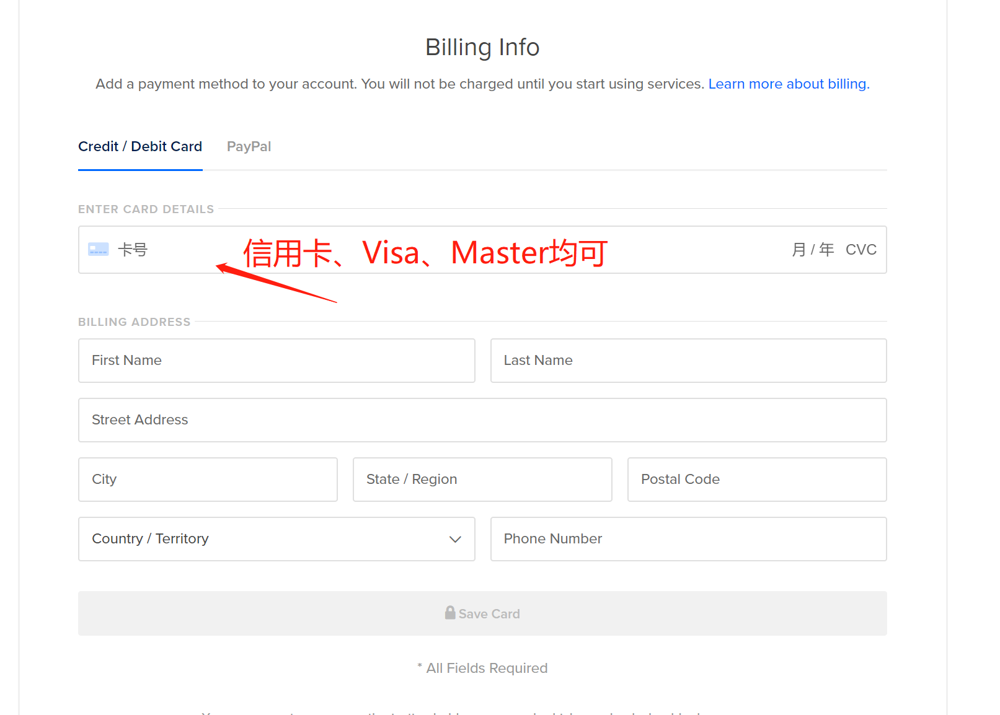 Billing Info
Add a payment method to your account. You will not be charged until you start using services. Learn more about billing.
Credit / Debit Card PayPal
ENTER CARD DETAILS
卡号 信用卡、Visa、Master均可 月 / 年 CVC
BILLING ADDRESS
First Name Last Name
Street Address
City State / Region Postal Code
Country / Territory Phone Number
Save Card
* All Fields Required